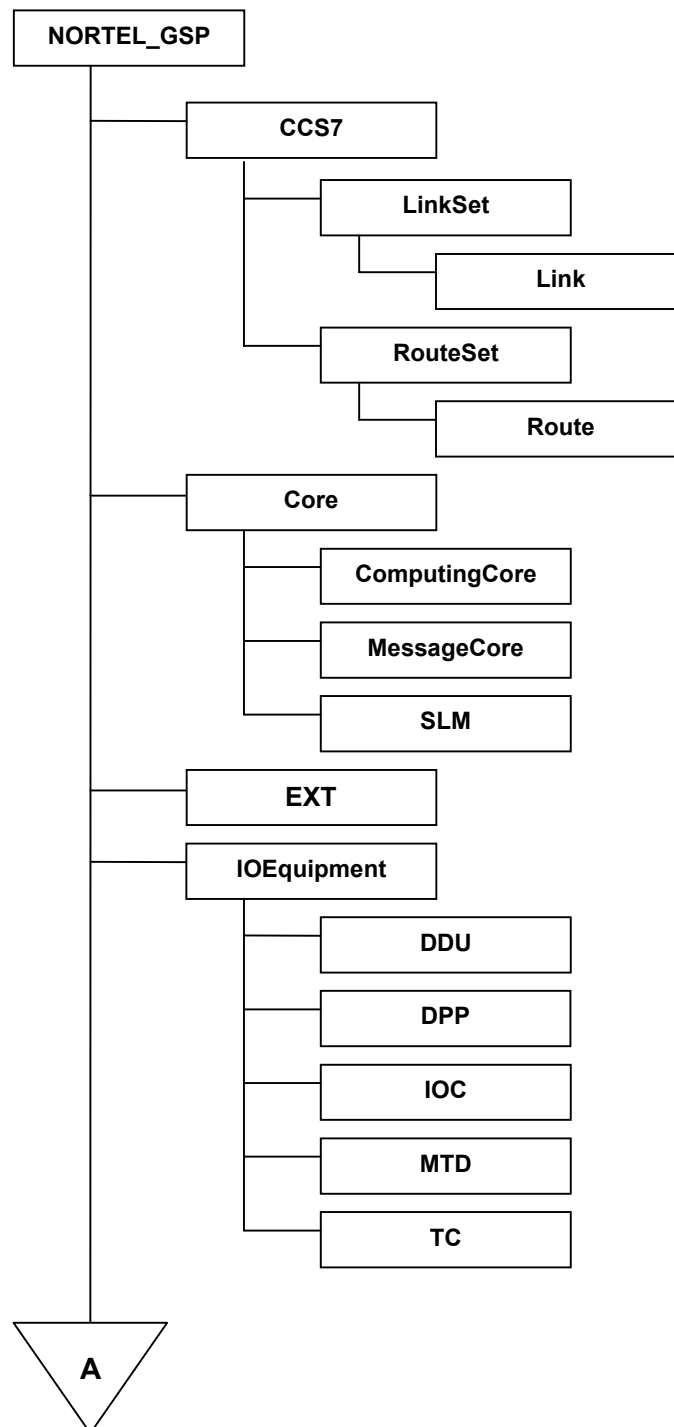 NORTEL_GSP
CCS7
LinkSet
Link
RouteSet
Route
Core
ComputingCore
MessageCore
SLM
EXT
IOEquipment
DDU
DPP
IOC
MTD
TC
A